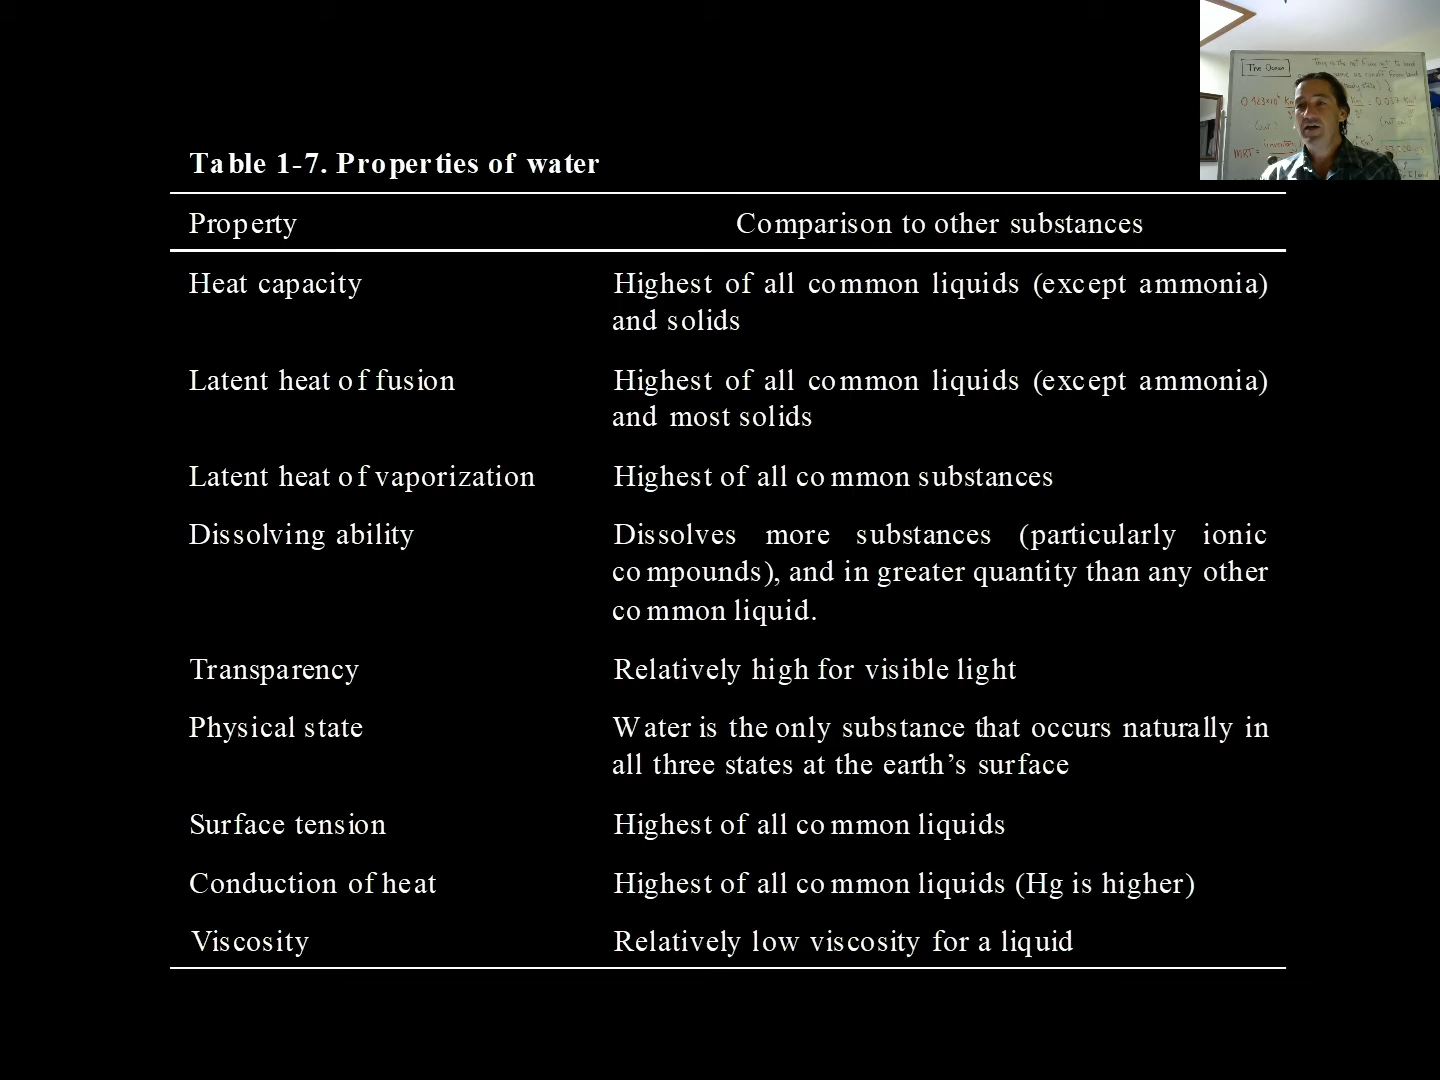 The Ocean
Table 1-7. Properties of water
Property Comparison to other substances
Heat capacity Highest of all common liquids (except ammonia)
and solids
Latent heat of fusion Highest of all common liquids (except ammonia)
and most solids
Latent heat of vaporization Highest of all common substances
Dissolving ability Dissolves more substances (particularly ionic
compounds), and in greater quantity than any other
common liquid.
Transparency Relatively high for visible light
Physical state Water is the only substance that occurs naturally in
all three states at the earth's surface
Surface tension Highest of all common liquids
Conduction of heat Highest of all common liquids (Hg is higher)
Viscosity Relatively low viscosity for a liquid